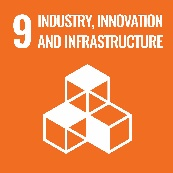 9 INDUSTRY, INNOVATION
AND INFRASTRUCTURE